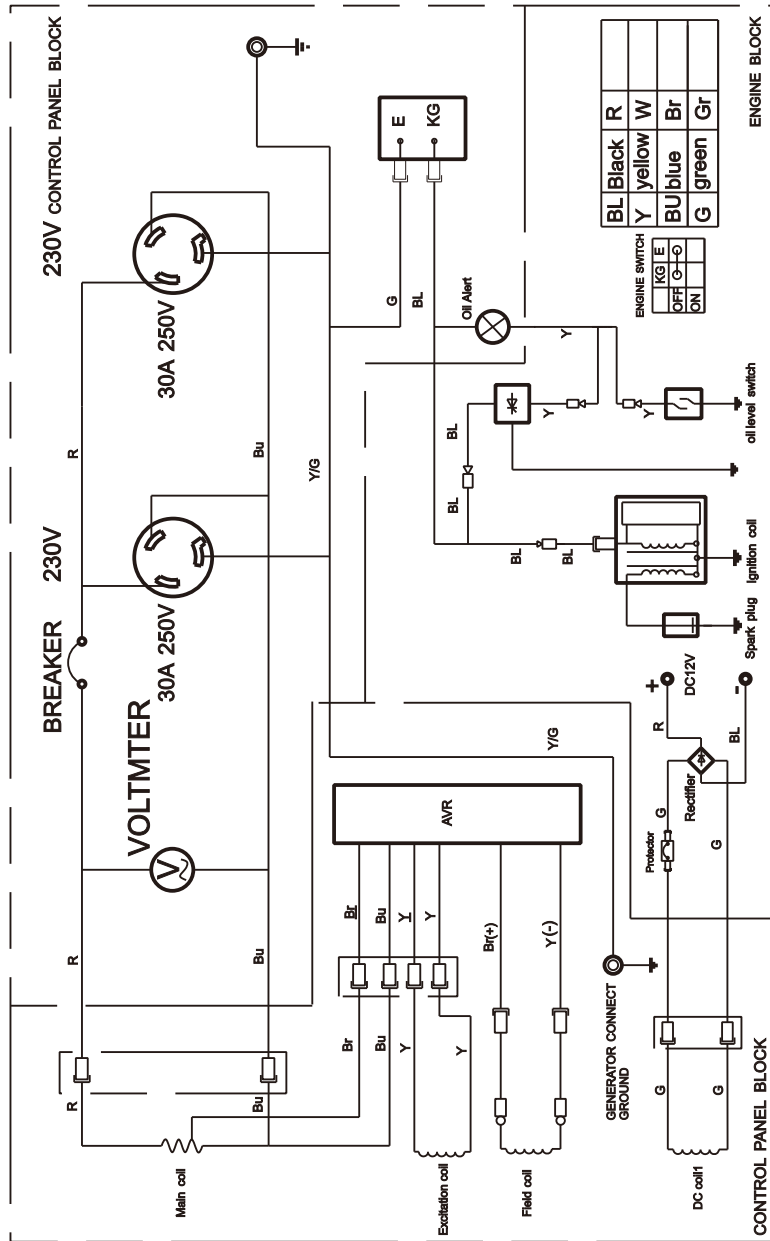 230V CONTROL PANEL BLOCK
30A 250V
230V
30A 250V
BREAKER
VOLTMTER
V
R
Bu
R
Bu
R
Bu
Main coil
Y/G
Y/G
E
KG
G
BL
Oil Alert
Y
BL
BL
Y
Y
BL
BL
oil level switch
Ignition coil
Spark plug
BL Black R
Y yellow W
BU blue Br
G green Gr
ENGINE BLOCK
ENGINE SWITCH
KG E
OFF
ON
AVR
Br
Bu
Y
Y
Br(+)
Y(-)
Br
Bu
Y
Y
Excitation coil
Field coil
GENERATOR CONNECT
GROUND
+
DC12V
-
R
BL
Rectifier
G
Protector
G
G
G
DC coil1
CONTROL PANEL BLOCK